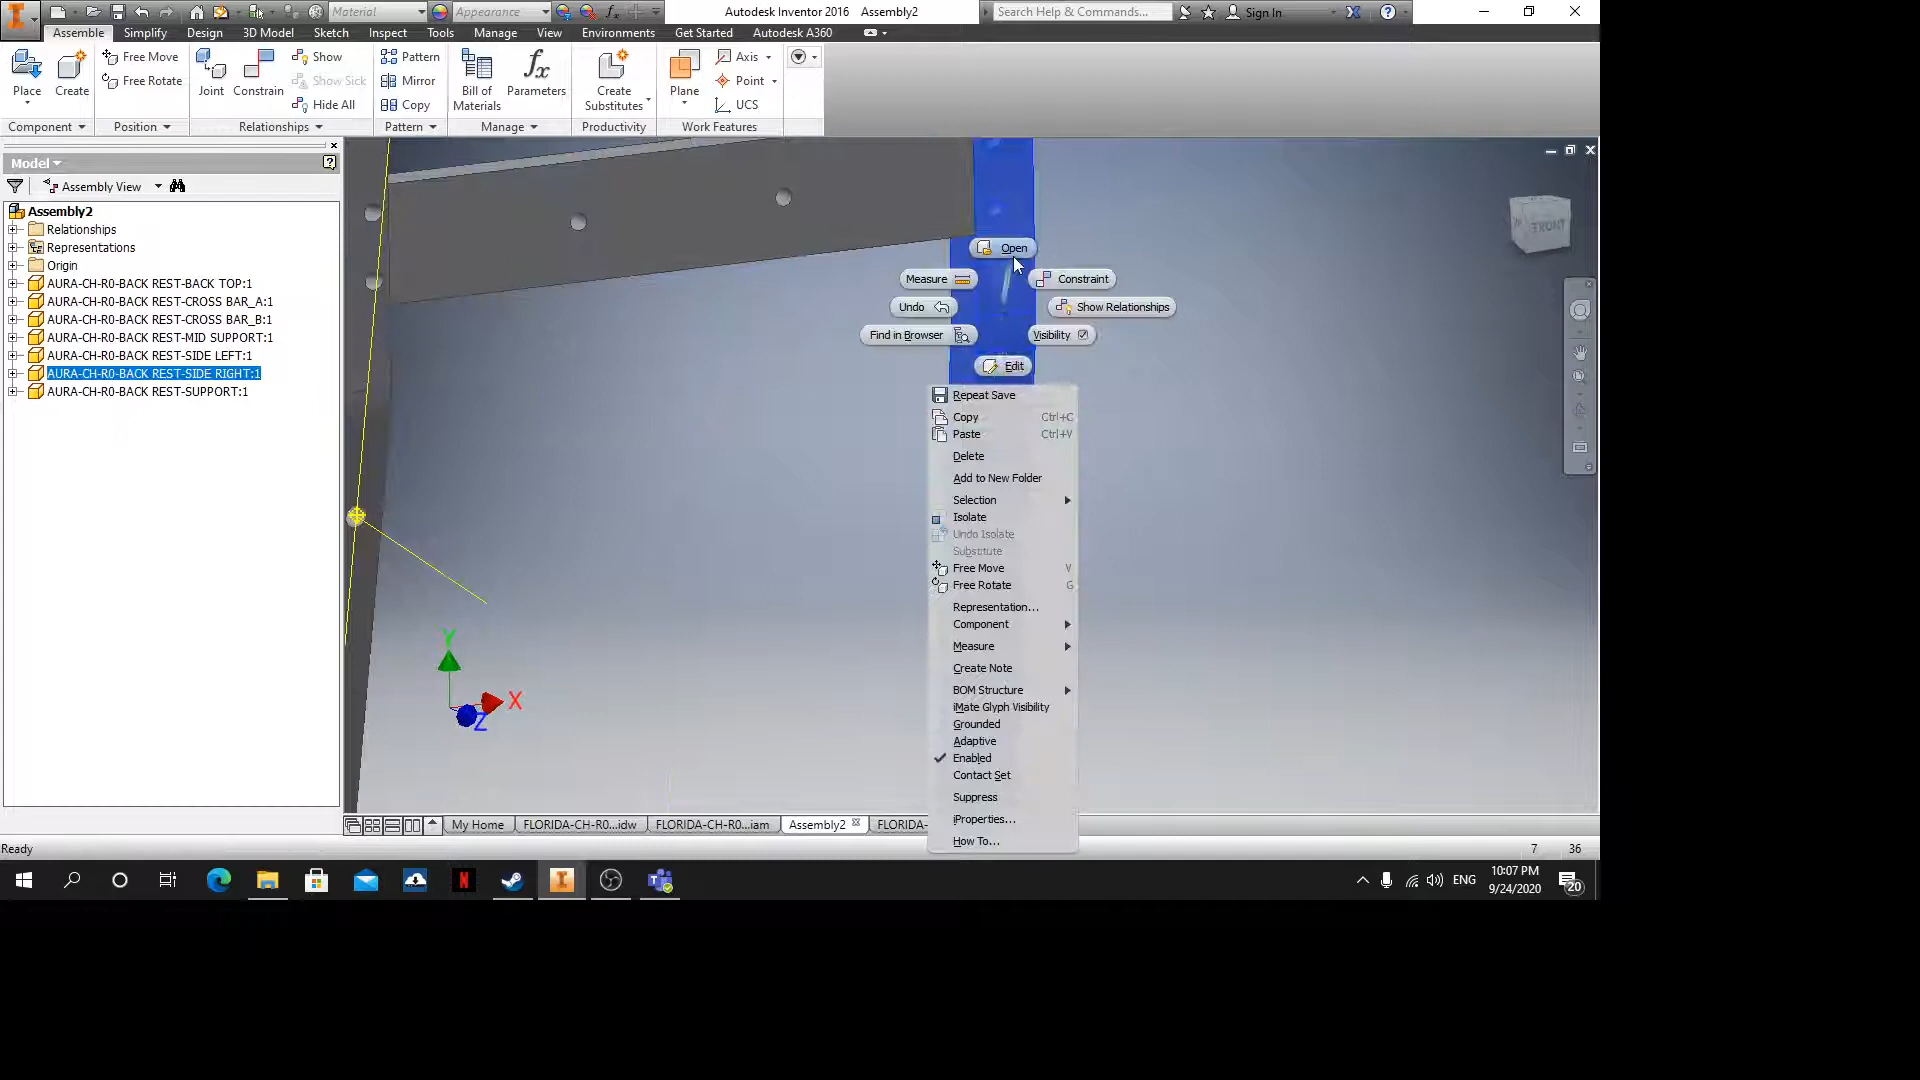 Material
Appearance
Autodesk Inventor 2016 Assembly2
Search Help & Commands...
Sign In
Assemble Simplify Design 3D Model Sketch Inspect Tools Manage View Environments Get Started Autodesk A360
Place
Create
Free Move
Free Rotate
Joint
Constrain
Show
Show Sick
Hide All
Pattern
Mirror
Copy
Bill of
Materials
fx
Parameters
Create
Substitutes
Plane
Axis
Point
UCS
Component Position Relationships Pattern Manage Productivity Work Features
Model
Assembly View
Assembly2
Relationships
Representations
Origin
AURA-CH-R0-BACK REST-BACK TOP:1
AURA-CH-R0-BACK REST-CROSS BAR_A:1
AURA-CH-R0-BACK REST-CROSS BAR_B:1
AURA-CH-R0-BACK REST-MID SUPPORT:1
AURA-CH-R0-BACK REST-SIDE LEFT:1
AURA-CH-R0-BACK REST-SIDE RIGHT:1
AURA-CH-R0-BACK REST-SUPPORT:1
FRONT
Open
Measure
Constraint
Undo
Show Relationships
Find in Browser
Visibility
Edit
Repeat Save
Copy Ctrl+C
Paste Ctrl+V
Delete
Add to New Folder
Selection
Isolate
Undo Isolate
Substitute
Free Move V
Free Rotate G
Representation...
Component
Measure
Create Note
BOM Structure
iMate Glyph Visibility
Grounded
Adaptive
Enabled
Contact Set
Suppress
iProperties...
How To...
Y
X
Z
My Home FLORIDA-CH-R0...idw FLORIDA-CH-R0...iam Assembly2 FLORIDA-
Ready
7 36
ENG
10:07 PM
9/24/2020
20